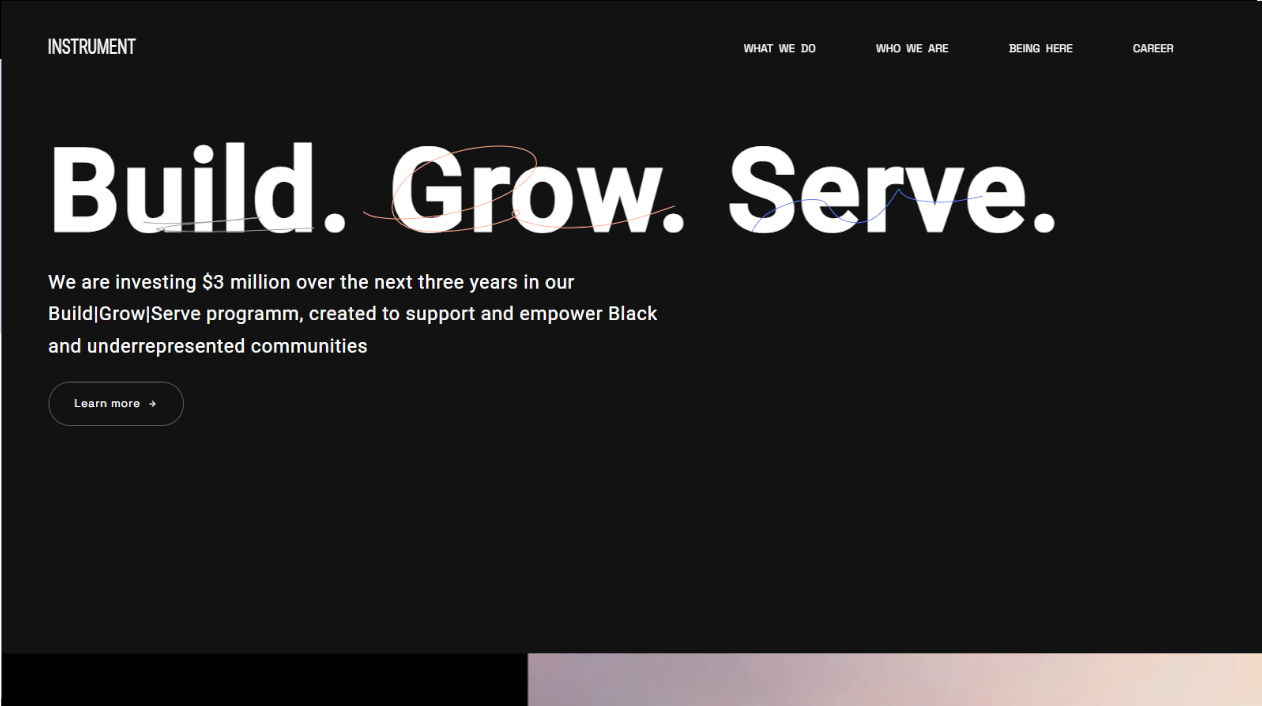 INSTRUMENT
WHAT WE DO WHO WE ARE BEING HERE CAREER
Build. Grow. Serve.
We are investing $3 million over the next three years in our
Build|Grow|Serve programm, created to support and empower Black
and underrepresented communities
Learn more →